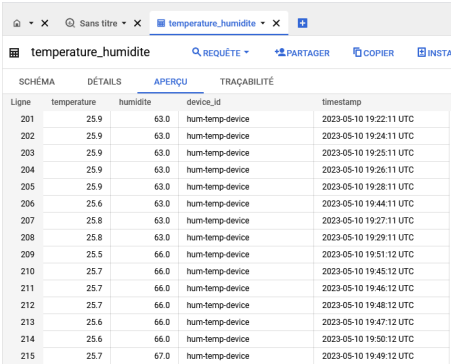 Sans titre temperature_humidite
temperature_humidite REQUÊTE PARTAGER COPIER INSTA
SCHÉMA DÉTAILS APERÇU TRAÇABILITÉ
Ligne temperature humidite device_id timestamp
201 25.9 63.0 hum-temp-device 2023-05-10 19:22:11 UTC
202 25.9 63.0 hum-temp-device 2023-05-10 19:24:11 UTC
203 25.9 63.0 hum-temp-device 2023-05-10 19:25:11 UTC
204 25.9 63.0 hum-temp-device 2023-05-10 19:26:11 UTC
205 25.9 63.0 hum-temp-device 2023-05-10 19:28:11 UTC
206 25.6 63.0 hum-temp-device 2023-05-10 19:44:11 UTC
207 25.8 63.0 hum-temp-device 2023-05-10 19:27:11 UTC
208 25.8 63.0 hum-temp-device 2023-05-10 19:29:11 UTC
209 25.5 66.0 hum-temp-device 2023-05-10 19:51:12 UTC
210 25.7 66.0 hum-temp-device 2023-05-10 19:45:12 UTC
211 25.7 66.0 hum-temp-device 2023-05-10 19:46:12 UTC
212 25.7 66.0 hum-temp-device 2023-05-10 19:48:12 UTC
213 25.6 66.0 hum-temp-device 2023-05-10 19:47:12 UTC
214 25.6 66.0 hum-temp-device 2023-05-10 19:50:12 UTC
215 25.7 67.0 hum-temp-device 2023-05-10 19:49:12 UTC